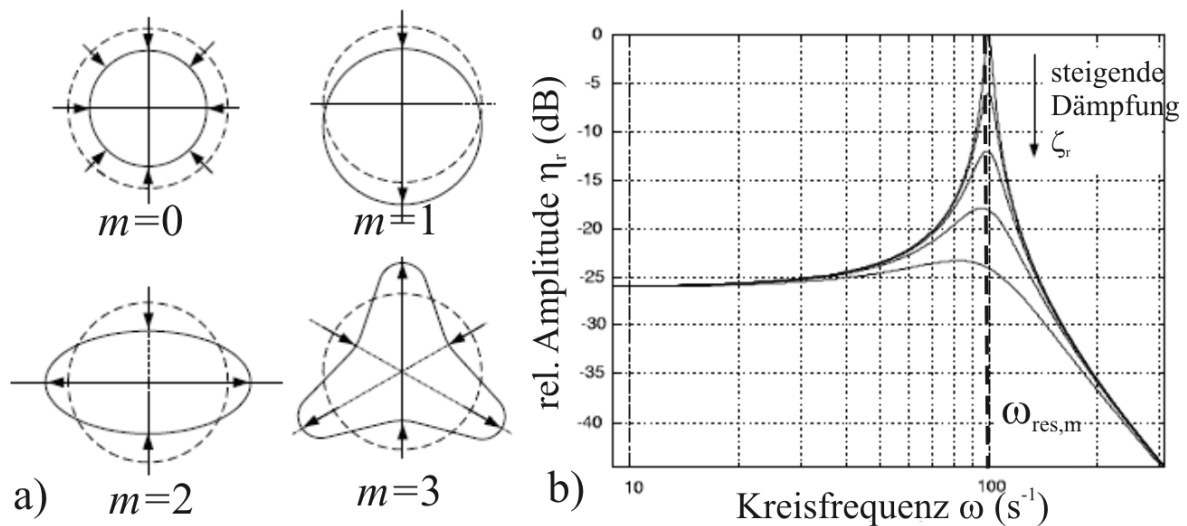 m=0
m=1
m=2
m=3
a)
rel. Amplitude ηr (dB)
0
-5
-10
-15
-20
-25
-30
-35
-40
steigende
Dämpfung
ζr
ωres,m
b)
10
100
Kreisfrequenz ω (s-1)